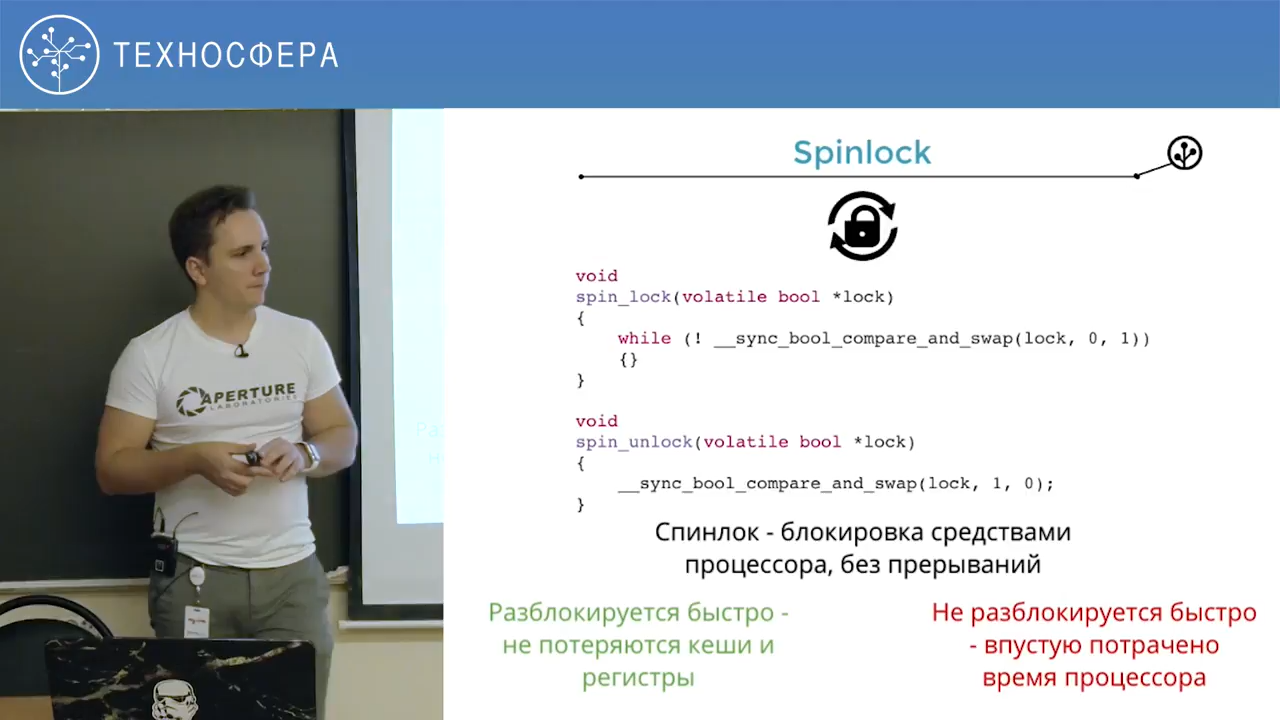 ТЕХНОСФЕРА
Spinlock
void
spin_lock(volatile bool *lock)
{
    while (! __sync_bool_compare_and_swap(lock, 0, 1))
    {}
}
void
spin_unlock(volatile bool *lock)
{
    __sync_bool_compare_and_swap(lock, 1, 0);
}
Спинлок - блокировка средствами
процессора, без прерываний
Разблокируется быстро -
не потеряются кеши и
регистры
Не разблокируется быстро
- впустую потрачено
время процессора
APERTURE
LABORATORIES